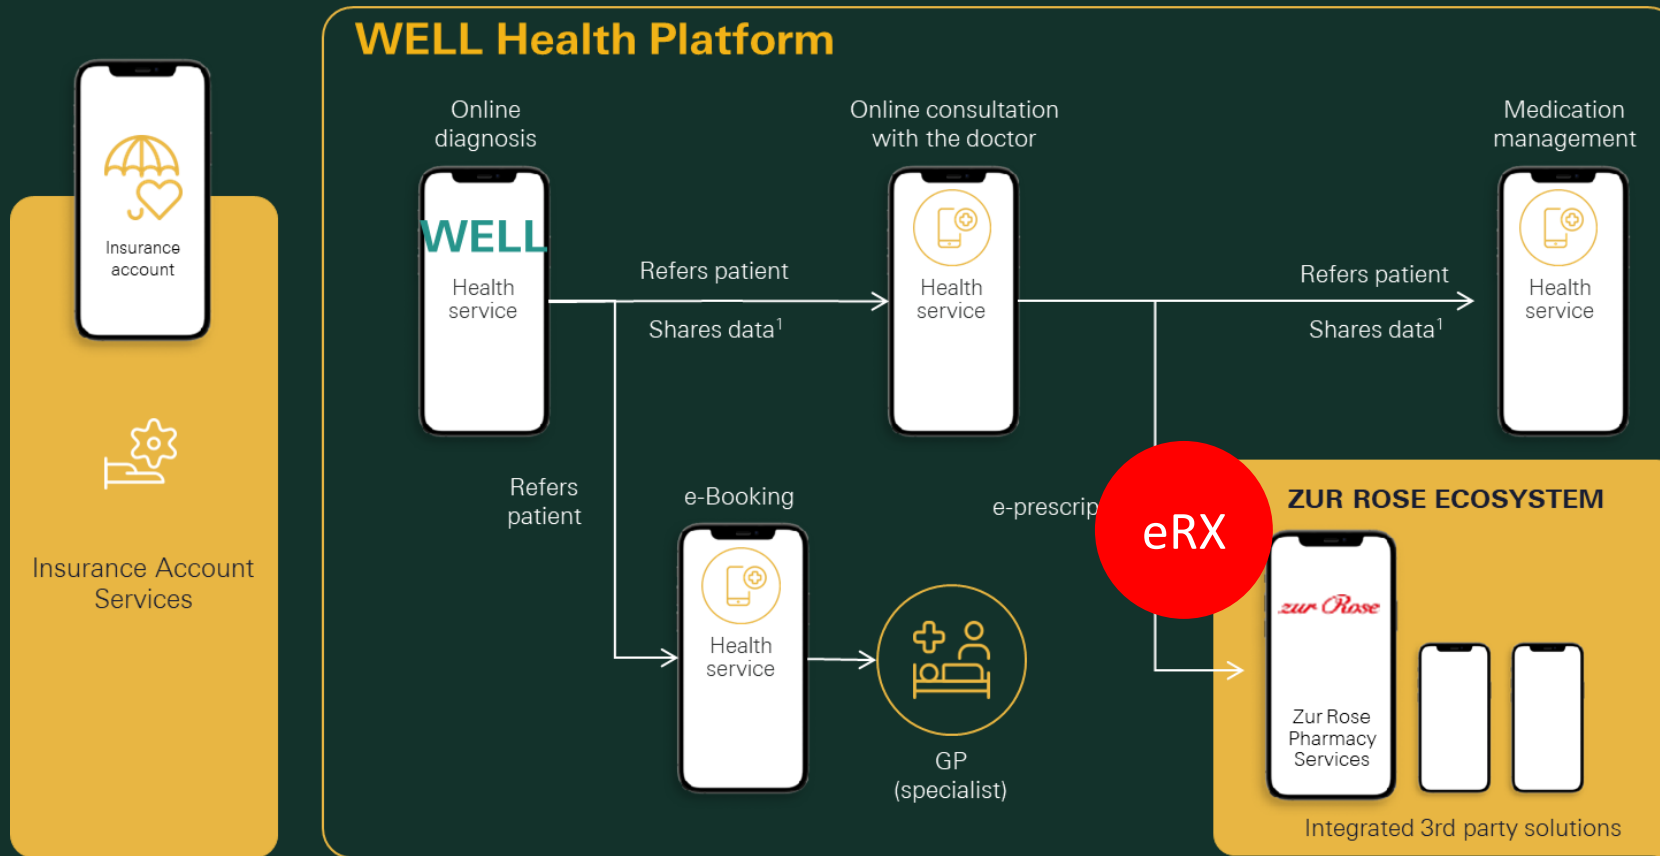 WELL Health Platform
Insurance
account
Insurance Account
Services
Online
diagnosis
WELL
Health
service
Refers patient
Shares data¹
Online consultation
with the doctor
Health
service
Refers patient
Shares data¹
Medication
management
Health
service
Refers
patient
e-Booking
Health
service
GP
(specialist)
e-prescrip
eRX
ZUR ROSE ECOSYSTEM
zur Rose
Zur Rose
Pharmacy
Services
Integrated 3rd party solutions